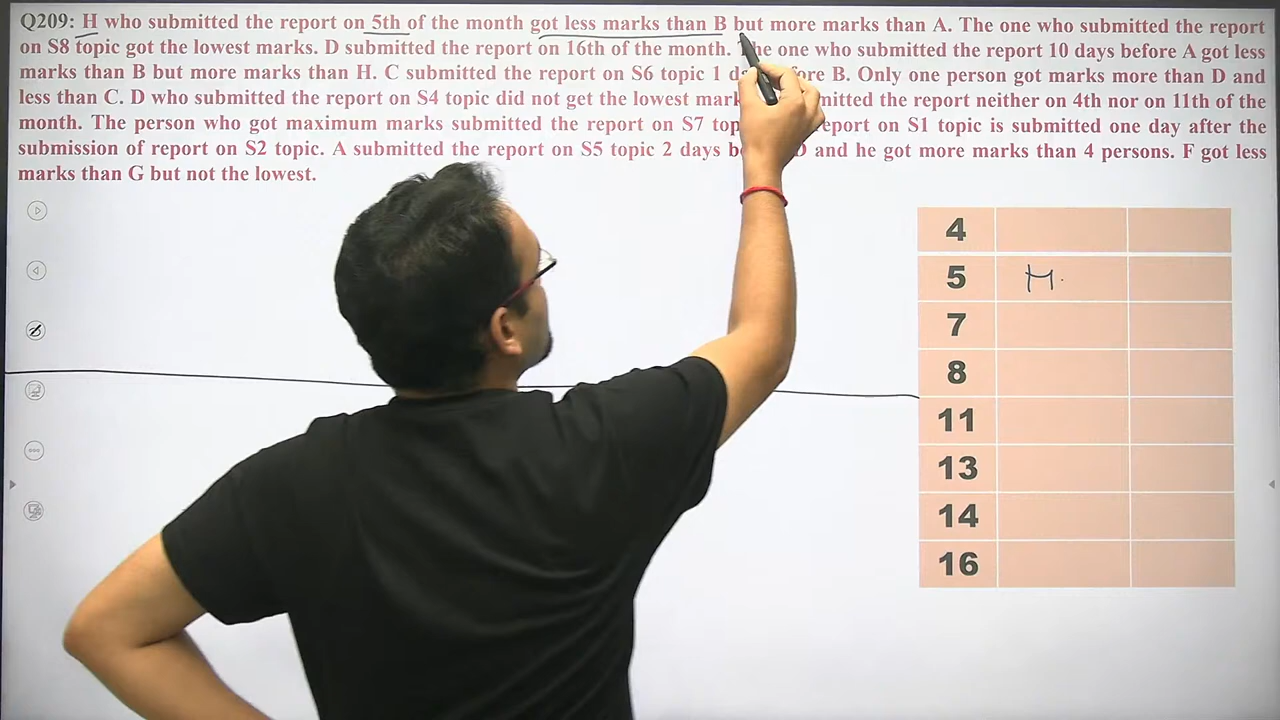 Q209: H who submitted the report on 5th of the month got less marks than B but more marks than A. The one who submitted the report
on S8 topic got the lowest marks. D submitted the report on 16th of the month. The one who submitted the report 10 days before A got less
marks than B but more marks than H. C submitted the report on S6 topic 1 before B. Only one person got marks more than D and
less than C. D who submitted the report on S4 topic did not get the lowest submitted the report neither on 4th nor on 11th of the
month. The person who got maximum marks submitted the report on S7 report on S1 topic is submitted one day after the
submission of report on S2 topic. A submitted the report on S5 topic 2 days and he got more marks than 4 persons. F got less
marks than G but not the lowest.
4
5 H
7
8
11
13
14
16